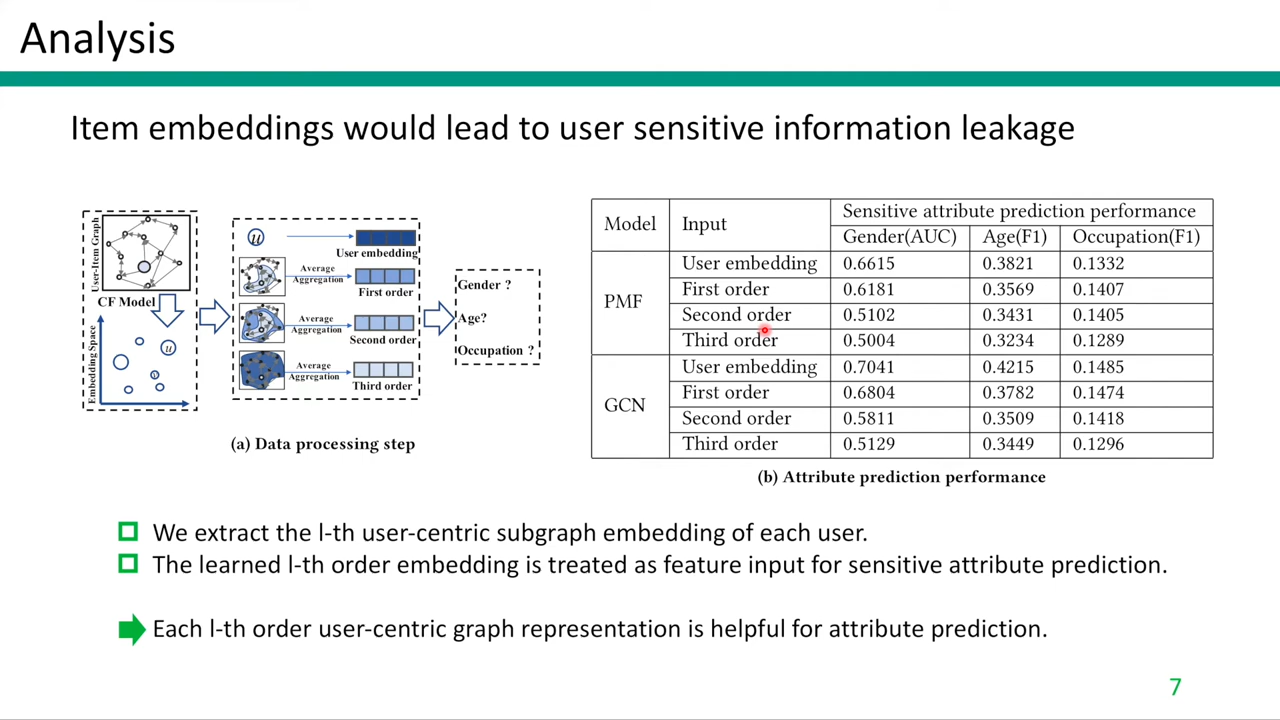 Analysis
Item embeddings would lead to user sensitive information leakage
User-Item Graph
CF Model
Embedding Space
u
v
u
User embedding
Average
Aggregation
First order
Average
Aggregation
Second order
Average
Aggregation
Third order
Gender ?
Age?
Occupation ?
(a) Data processing step
Model Input Sensitive attribute prediction performance
Gender(AUC) Age(F1) Occupation(F1)
PMF
User embedding 0.6615 0.3821 0.1332
First order 0.6181 0.3569 0.1407
Second order 0.5102 0.3431 0.1405
Third order 0.5004 0.3234 0.1289
GCN
User embedding 0.7041 0.4215 0.1485
First order 0.6804 0.3782 0.1474
Second order 0.5811 0.3509 0.1418
Third order 0.5129 0.3449 0.1296
(b) Attribute prediction performance
We extract the l-th user-centric subgraph embedding of each user.
The learned l-th order embedding is treated as feature input for sensitive attribute prediction.
Each l-th order user-centric graph representation is helpful for attribute prediction.
7